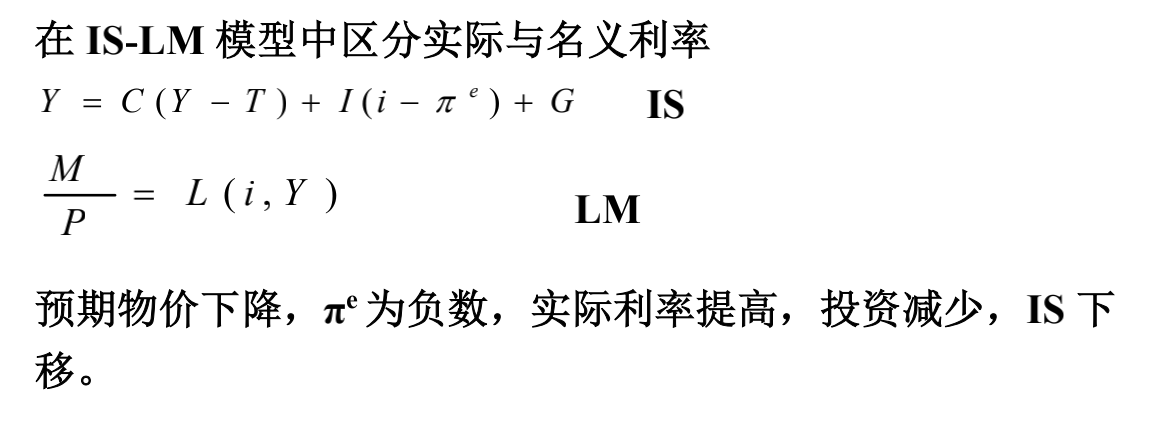 在 IS-LM 模型中区分实际与名义利率
Y = C (Y − T ) + I (i − π ᵉ ) + G IS
M/P = L ( i , Y ) LM
预期物价下降，πᵉ 为负数，实际利率提高，投资减少，IS 下
移。